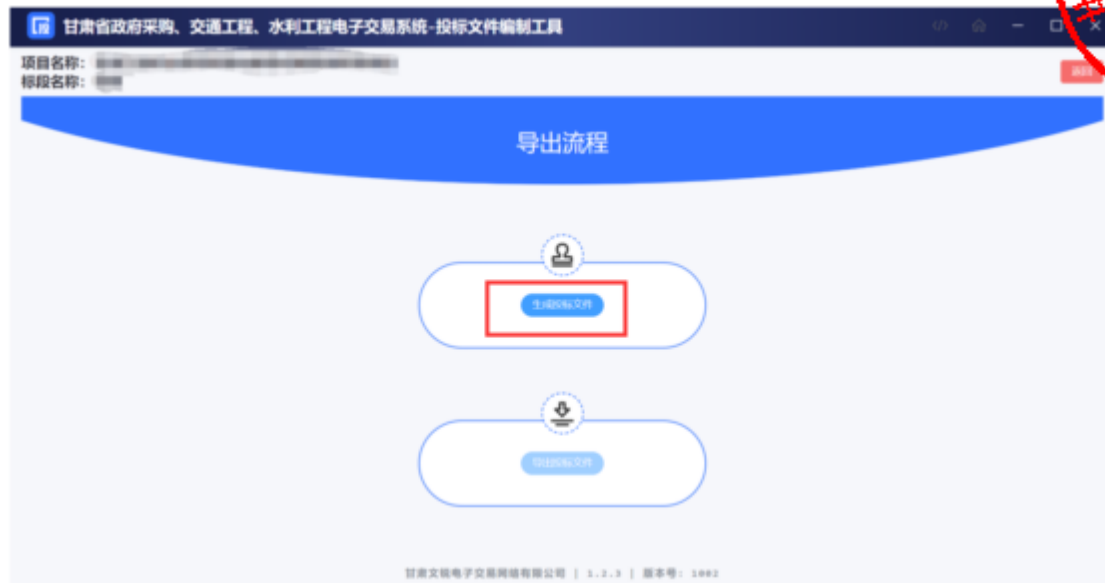 甘肃省政府采购、交通工程、水利工程电子交易系统-投标文件编制工具
项目名称：
标段名称：
返回
导出流程
生成投标文件
导出投标文件
甘肃文锐电子交易网络有限公司 | 1.2.3 | 版本号：1002